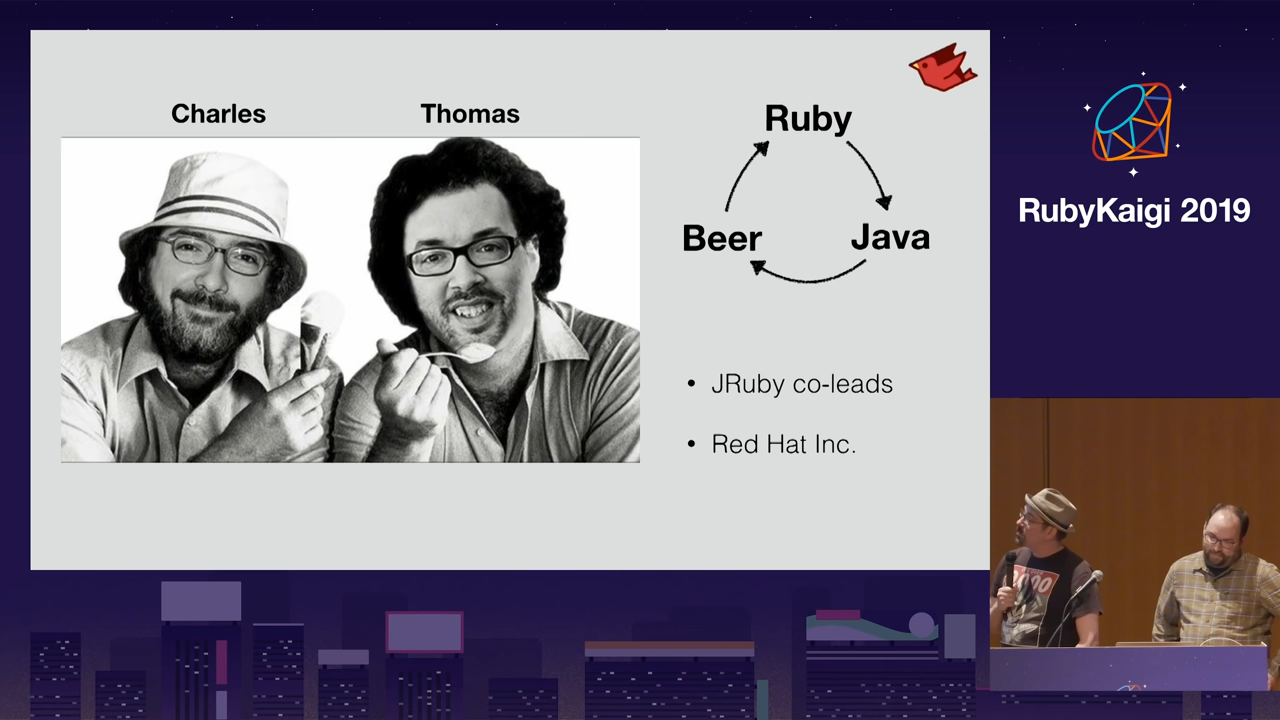 Charles
Thomas
Ruby
Beer
Java
• JRuby co-leads
• Red Hat Inc.
RubyKaigi 2019